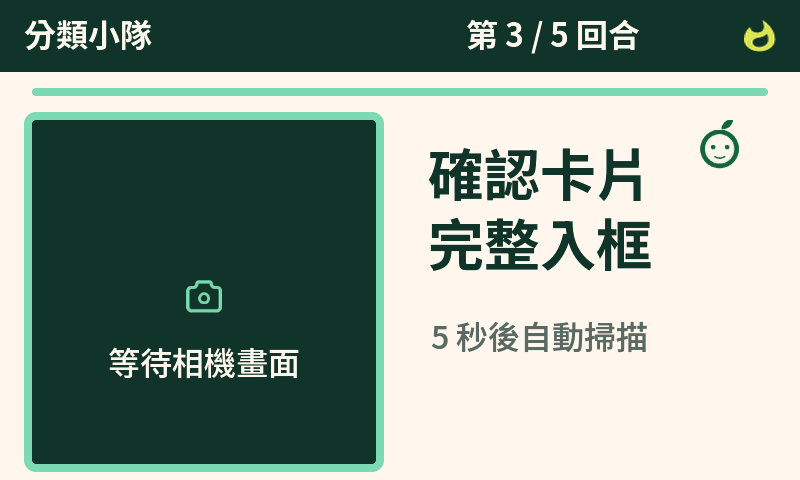 分類小隊
第 3 / 5 回合
確認卡片
完整入框
5 秒後自動掃描
等待相機畫面